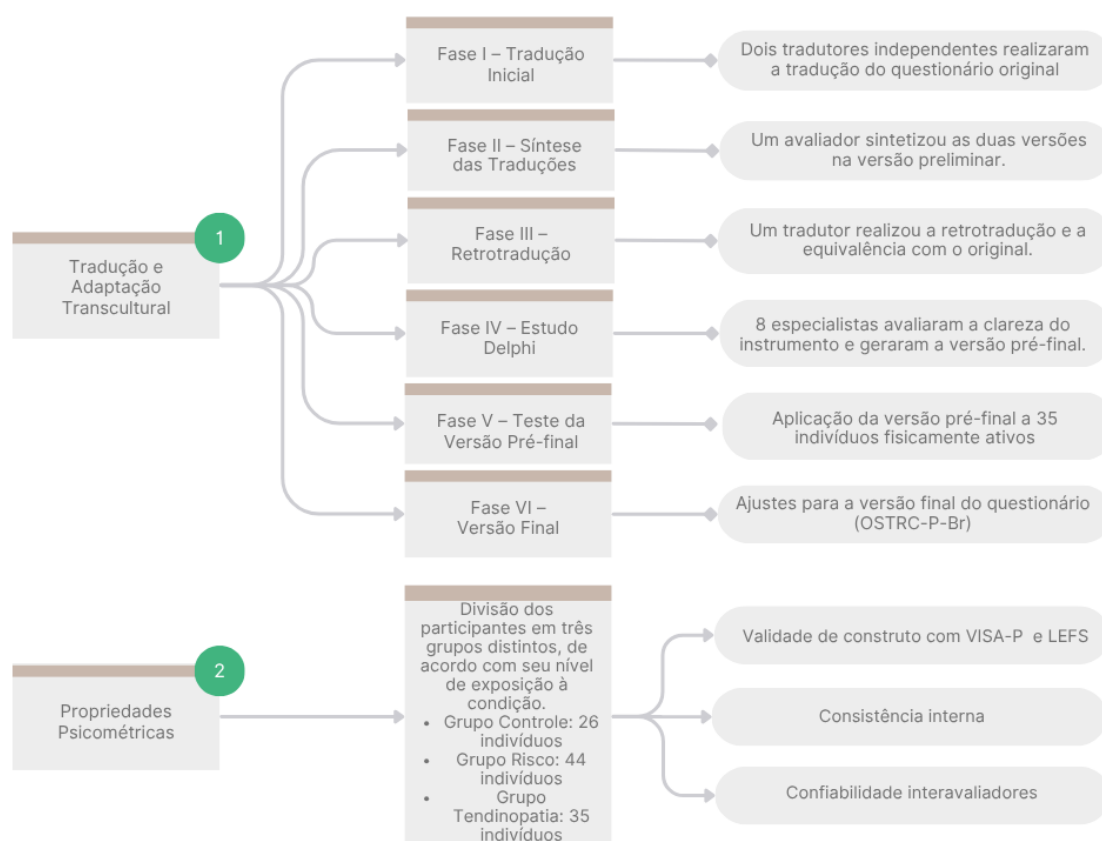 1
Tradução e
Adaptação
Transcultural
Fase I – Tradução
Inicial
Dois tradutores independentes realizaram
a tradução do questionário original
Fase II – Síntese
das Traduções
Um avaliador sintetizou as duas versões
na versão preliminar.
Fase III –
Retrotradução
Um tradutor realizou a retrotradução e a
equivalência com o original.
Fase IV – Estudo
Delphi
8 especialistas avaliaram a clareza do
instrumento e geraram a versão pré-final.
Fase V – Teste da
Versão Pré-final
Aplicação da versão pré-final a 35
indivíduos fisicamente ativos
Fase VI –
Versão Final
Ajustes para a versão final do questionário
(OSTRC-P-Br)
2
Propriedades
Psicométricas
Divisão dos
participantes em três
grupos distintos, de
acordo com seu nível
de exposição à
condição.
• Grupo Controle: 26
indivíduos
• Grupo Risco: 44
indivíduos
• Grupo
Tendinopatia: 35
indivíduos
Validade de construto com VISA-P e LEFS
Consistência interna
Confiabilidade interavaliadores